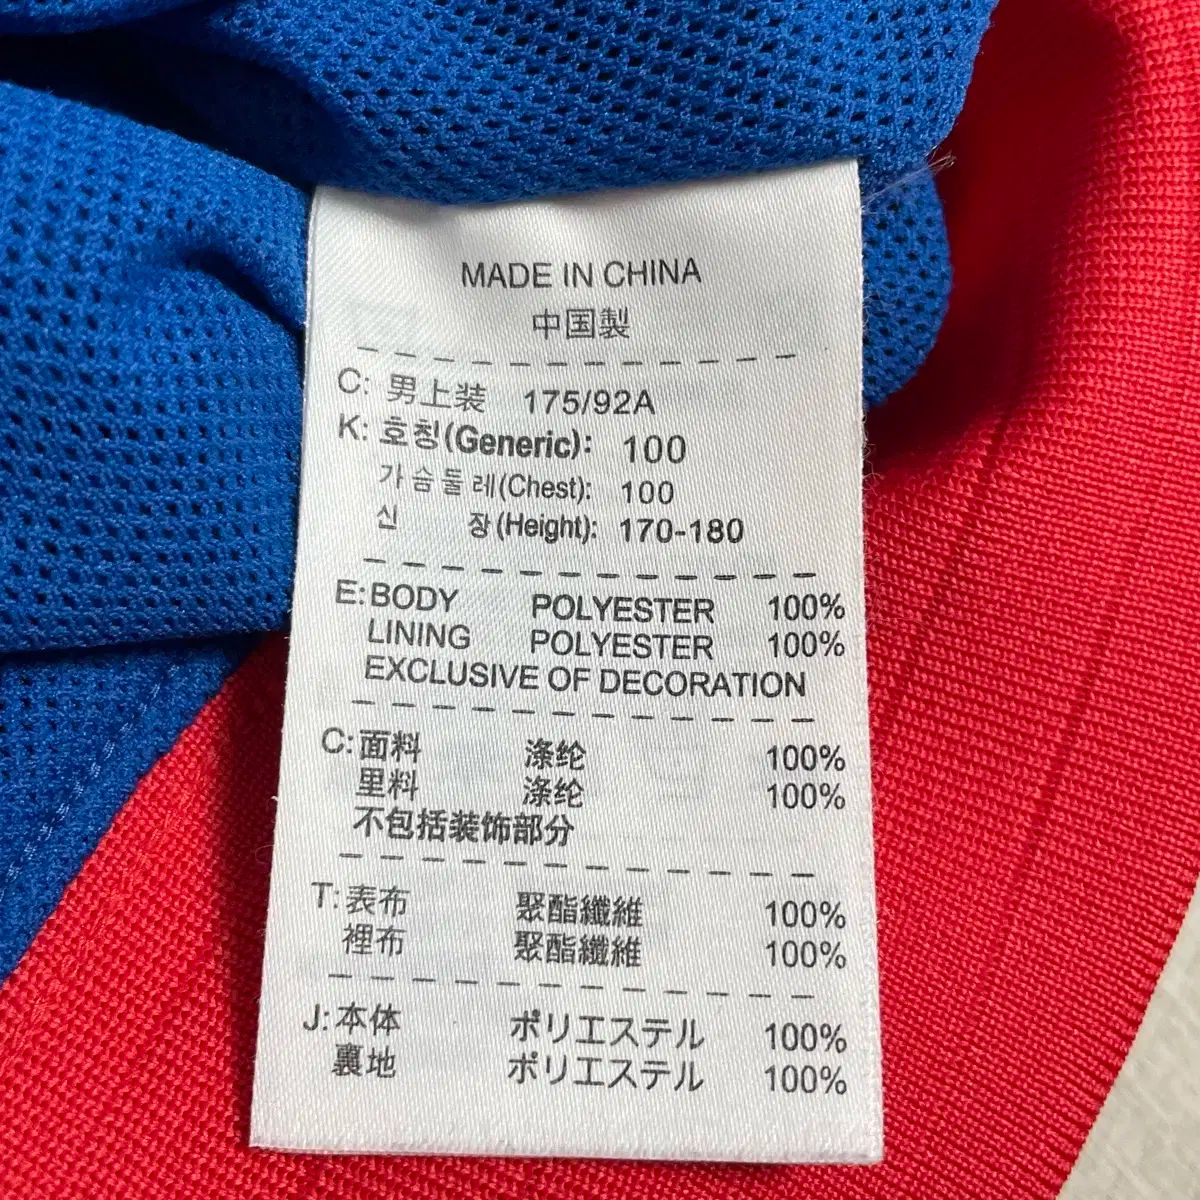 MADE IN CHINA
中国製
C: 男上装 175/92A
K: 호칭(Generic): 100
가슴둘레(Chest): 100
신 장(Height): 170-180
E: BODY POLYESTER 100%
LINING POLYESTER 100%
EXCLUSIVE OF DECORATION
C: 面料 涤纶 100%
里料 涤纶 100%
不包括装饰部分
T: 表布 聚酯纖維 100%
裡布 聚酯纖維 100%
J: 本体 ポリエステル 100%
裏地 ポリエステル 100%